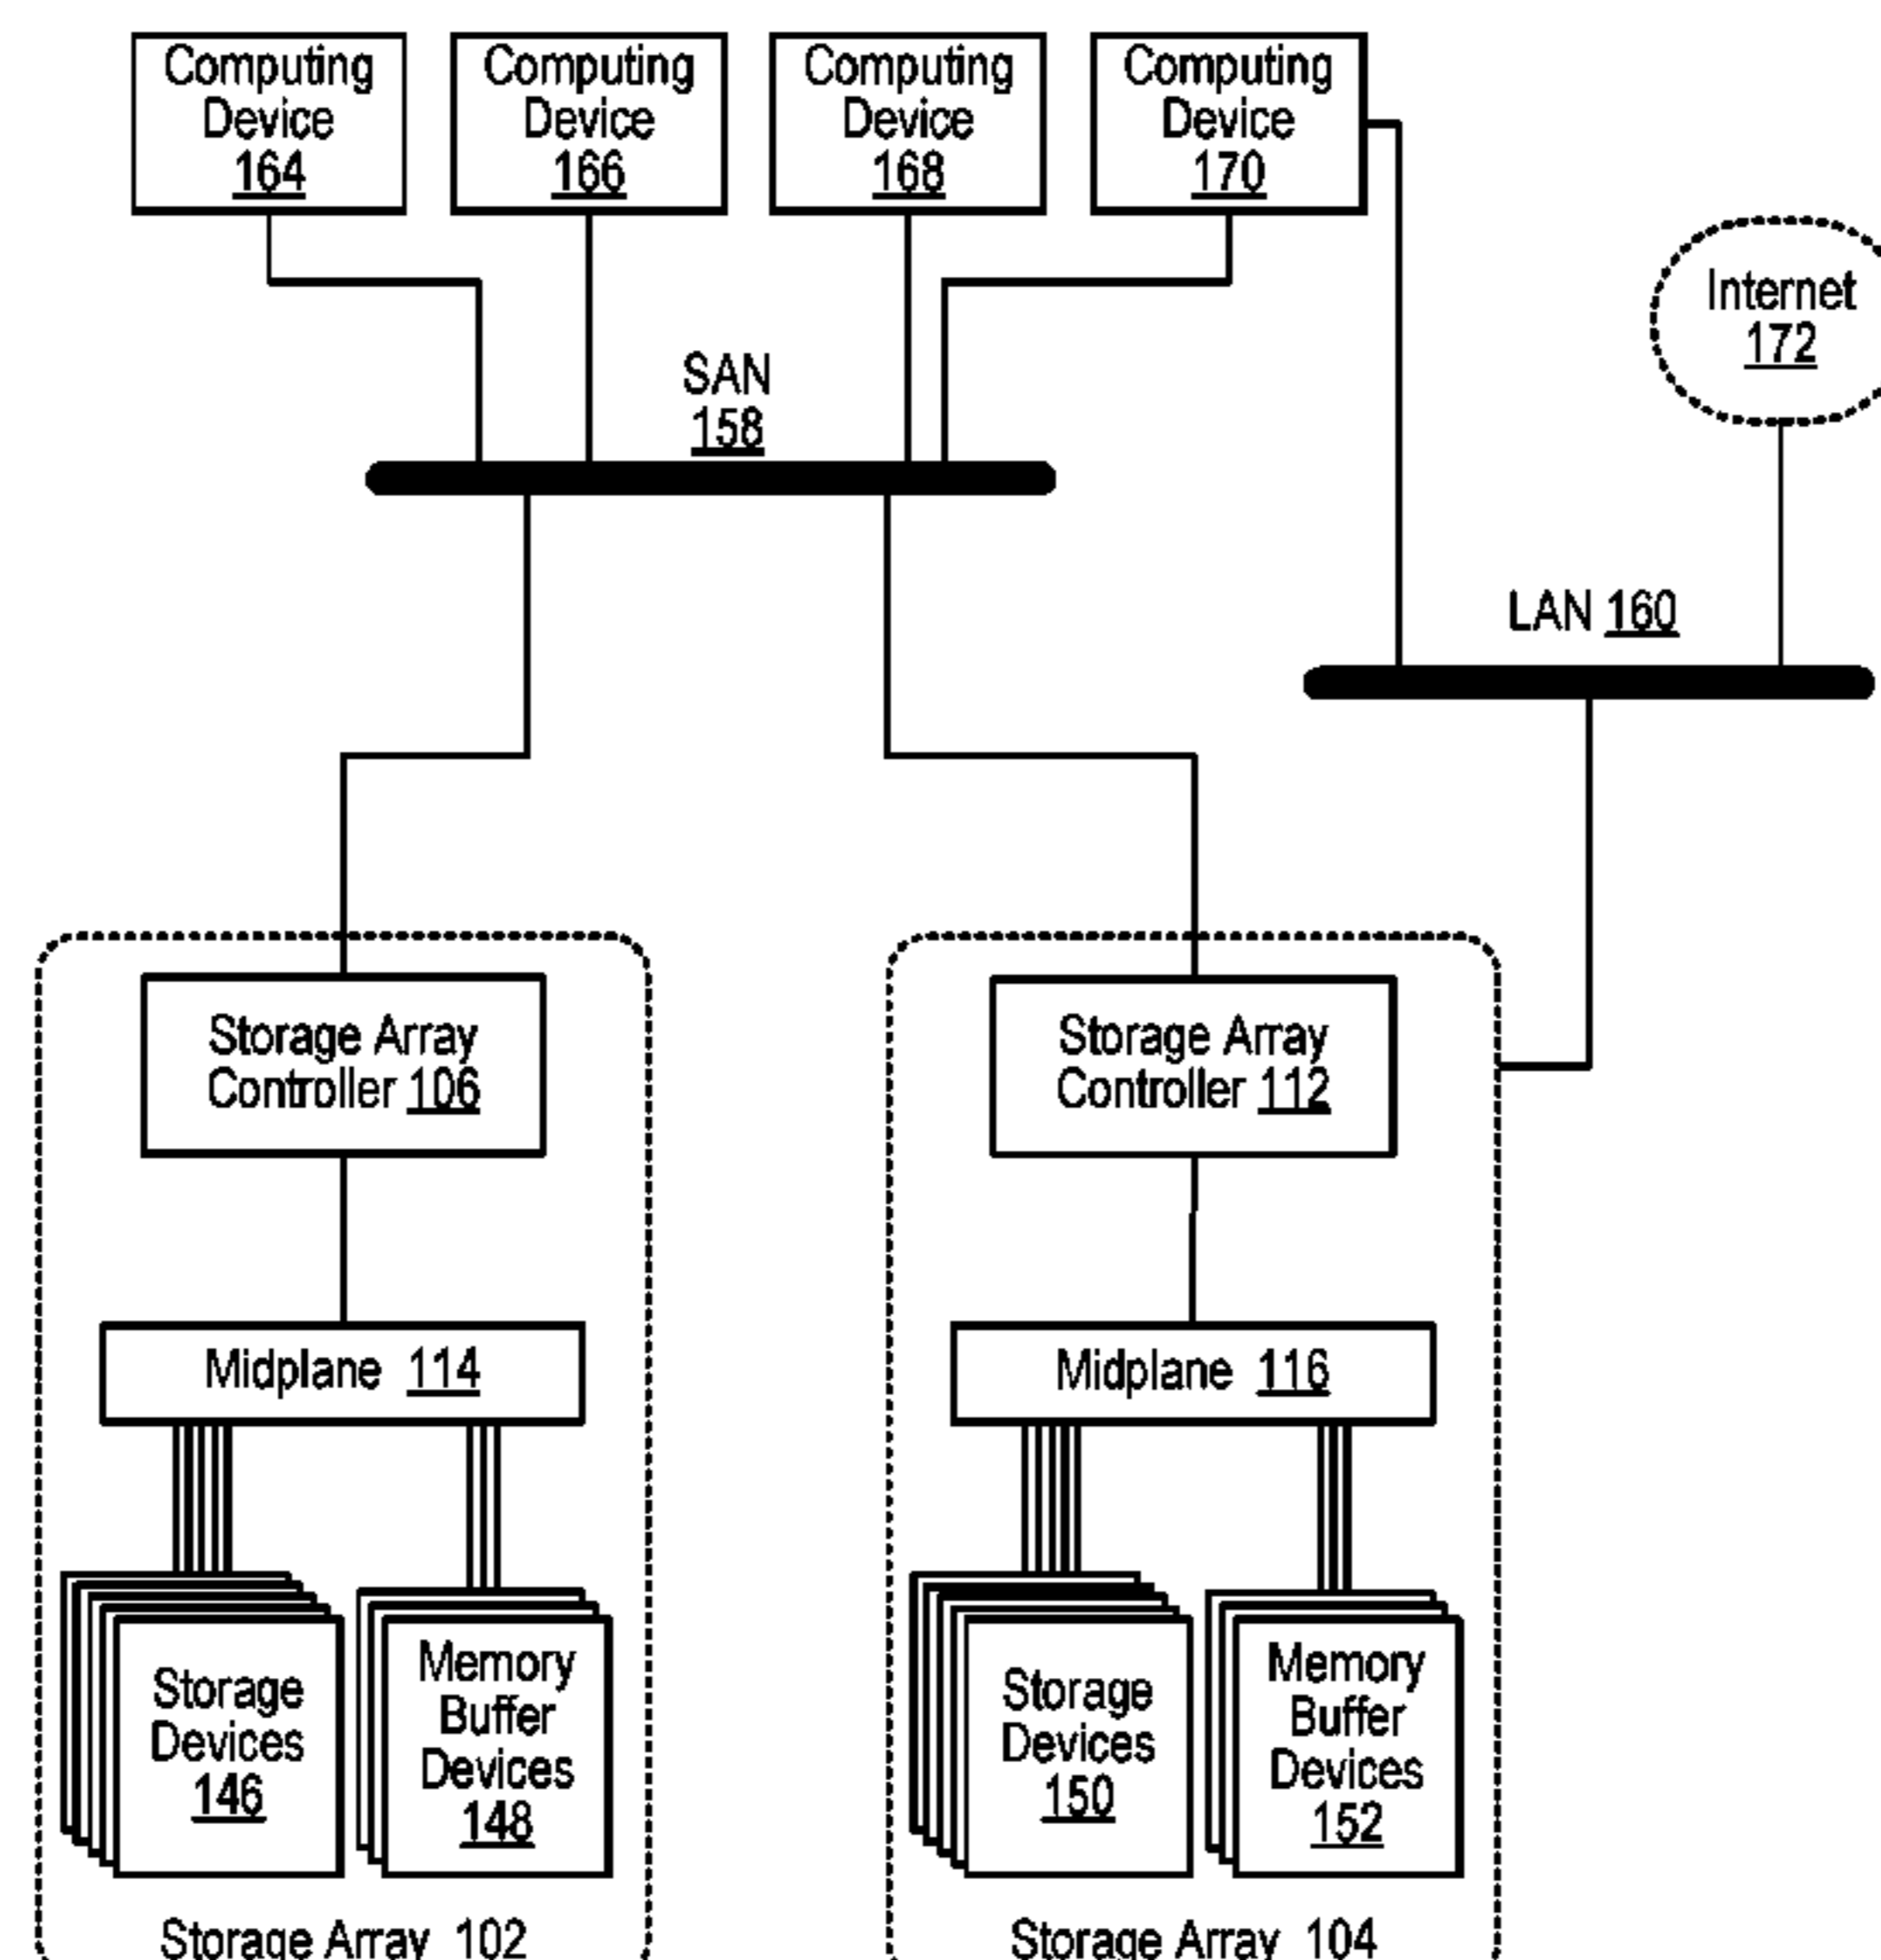 Computing
Device
164
Computing
Device
166
Computing
Device
168
Computing
Device
170
Internet
172
SAN
158
LAN 160
Storage Array
Controller 106
Storage Array
Controller 112
Midplane 114
Midplane 116
Storage
Devices
146
Memory
Buffer
Devices
148
Storage
Devices
150
Memory
Buffer
Devices
152
Storage Array 102
Storage Array 104